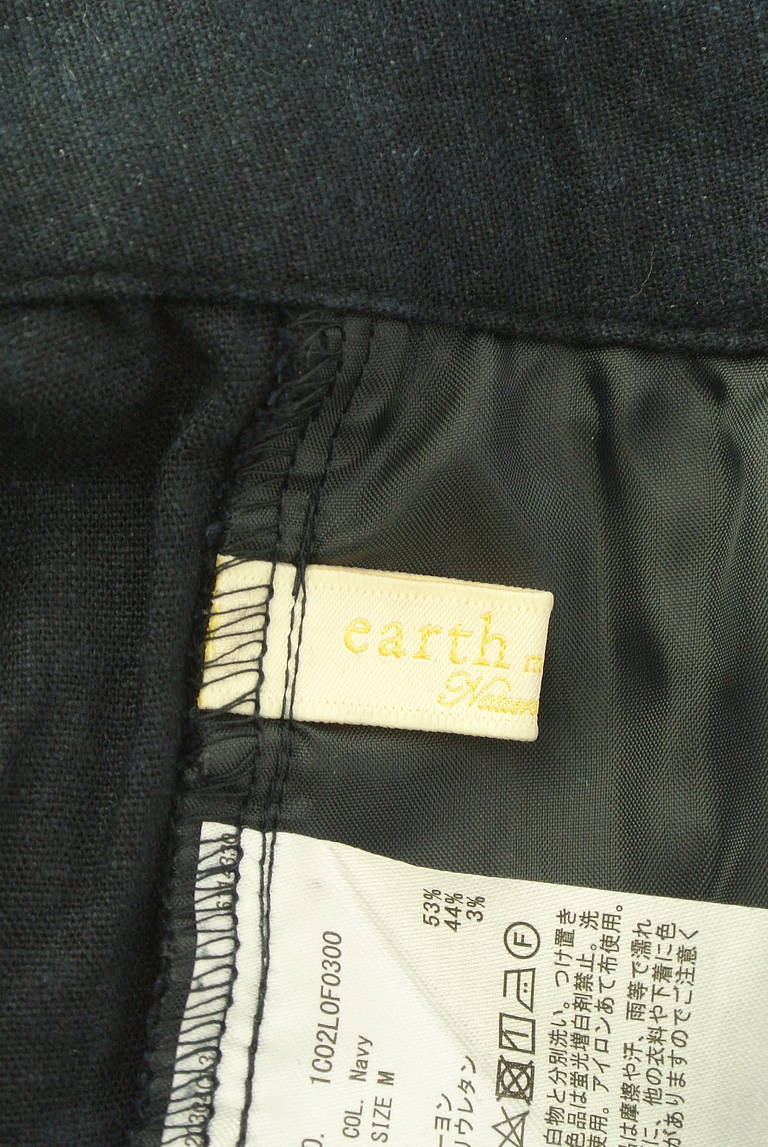 earth
1C02L0F0300
COL. Navy
SIZE M
53%
44%
3%
ーヨン
ウレタン
F
白物と分別洗い。つけ置き
色品は蛍光増白剤禁止。洗
使用。アイロンあて布使用。
は摩擦や汗、雨等で濡れ
に、他の衣料や下着に色
がありますのでご注意く